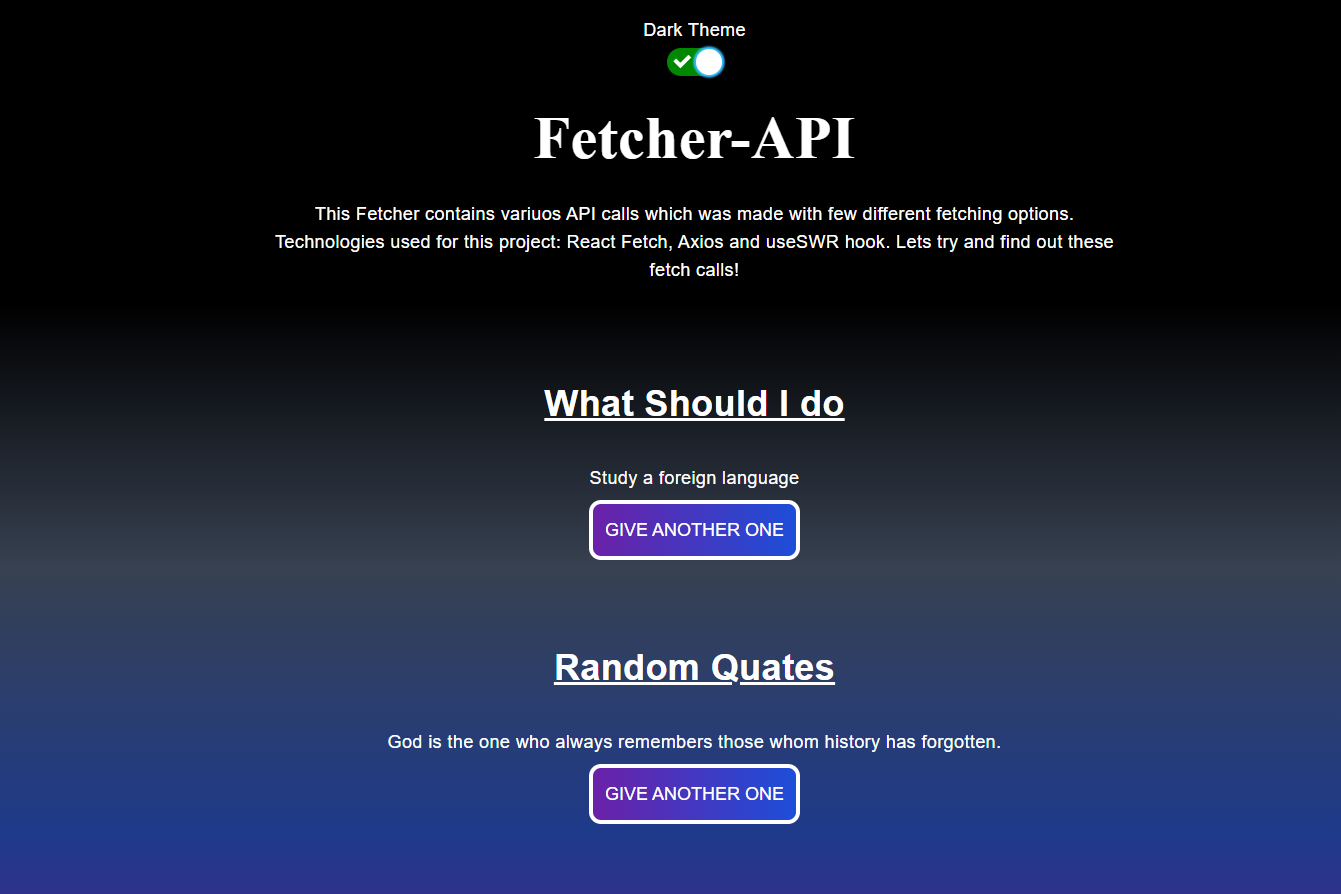 Dark Theme
Fetcher-API
This Fetcher contains variuos API calls which was made with few different fetching options.
Technologies used for this project: React Fetch, Axios and useSWR hook. Lets try and find out these
fetch calls!
What Should I do
Study a foreign language
GIVE ANOTHER ONE
Random Quates
God is the one who always remembers those whom history has forgotten.
GIVE ANOTHER ONE